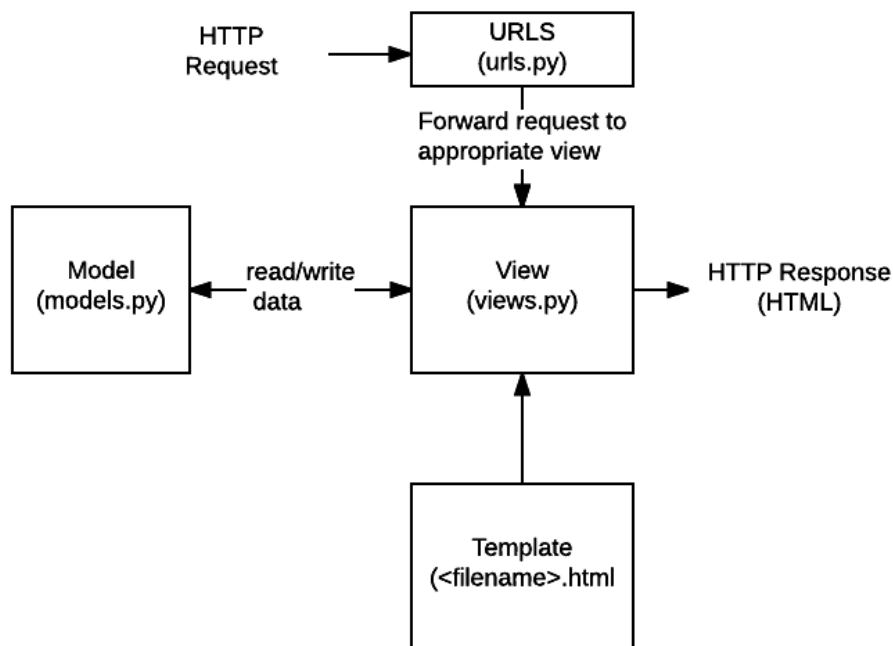 HTTP
Request
URLS
(urls.py)
Forward request to
appropriate view
Model
(models.py)
read/write
data
View
(views.py)
HTTP Response
(HTML)
Template
(<filename>.html